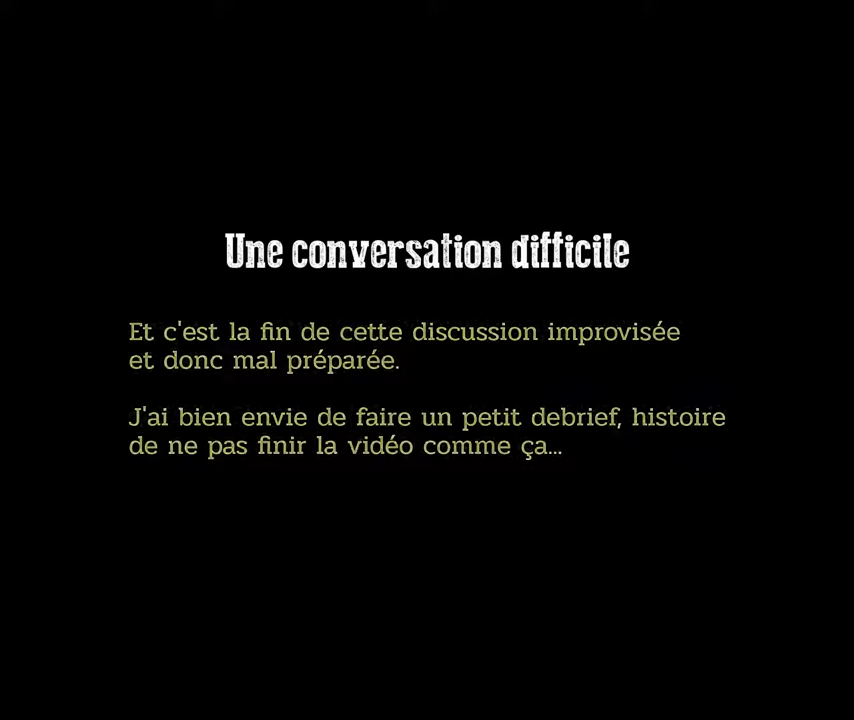 Une conversation difficile
Et c'est la fin de cette discussion improvisée
et donc mal préparée.
J'ai bien envie de faire un petit debrief, histoire
de ne pas finir la vidéo comme ça...